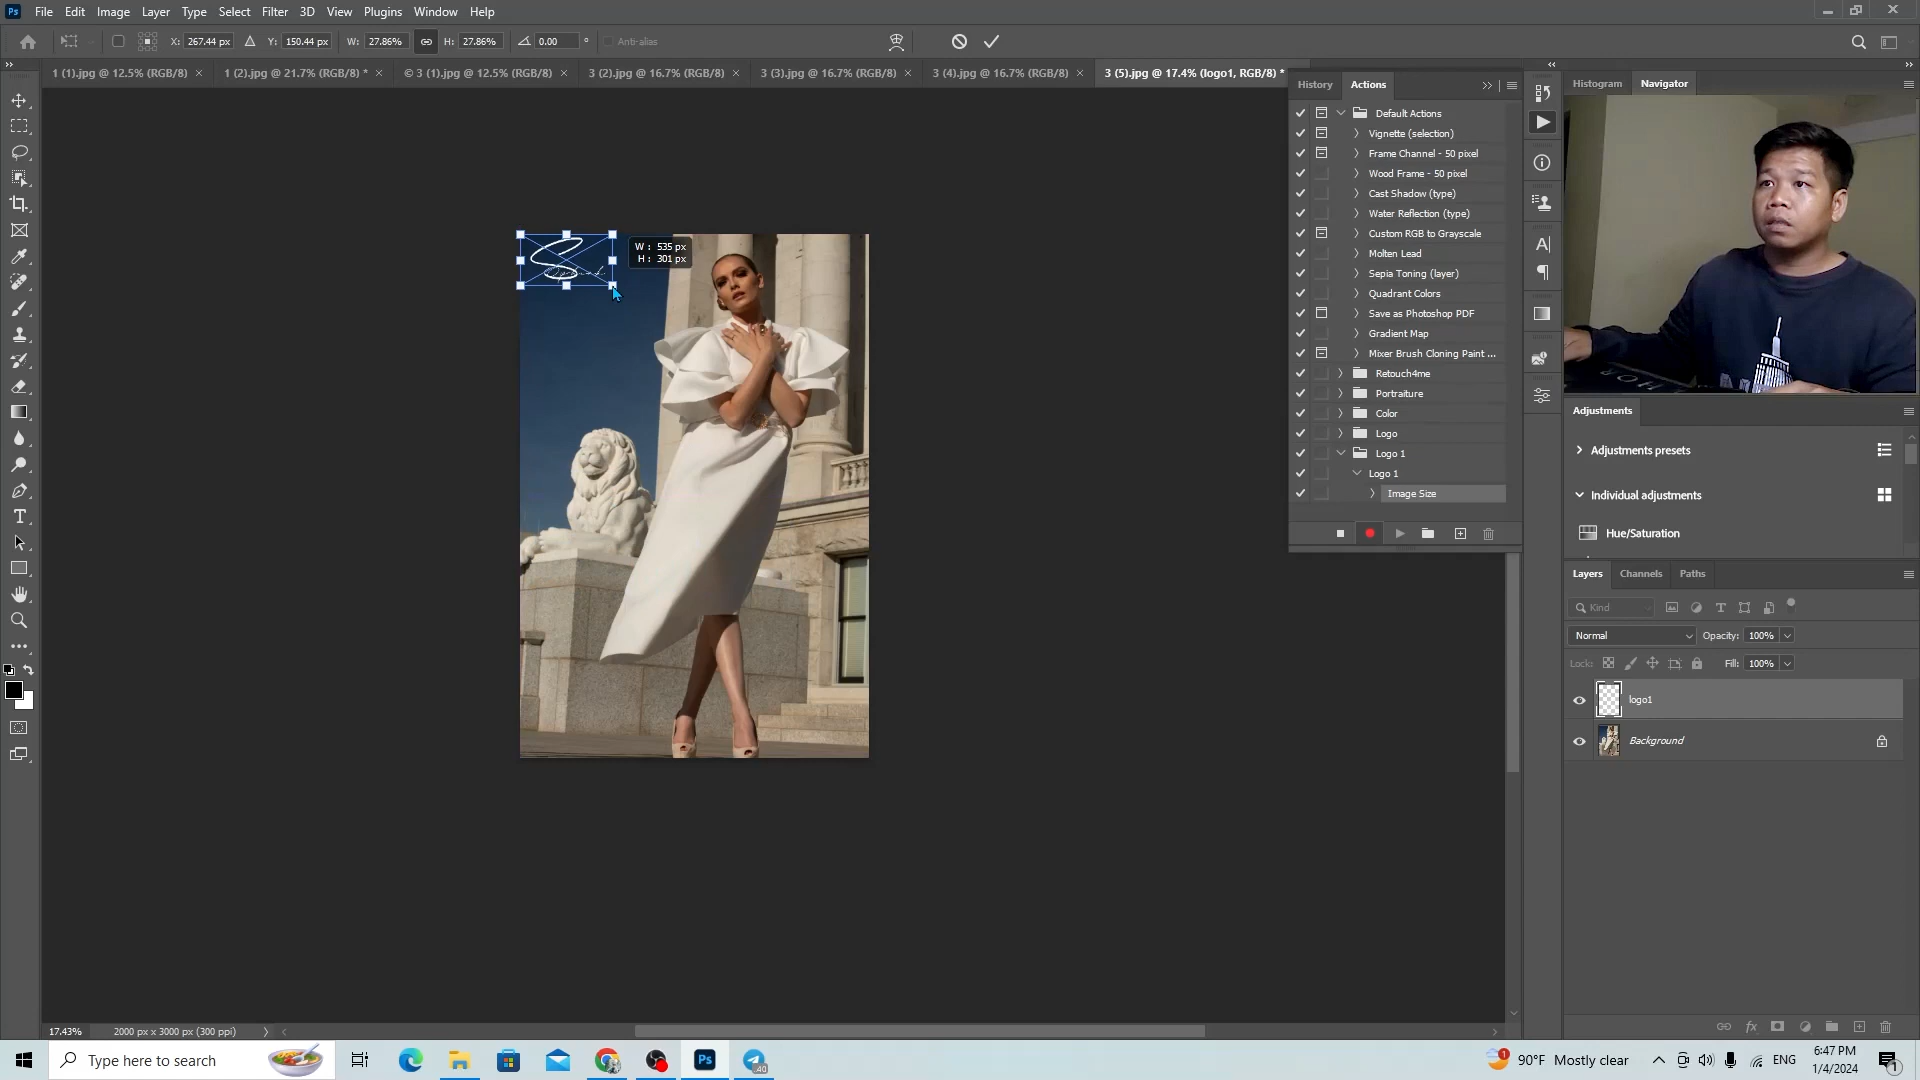 Ps File Edit Image Layer Type Select Filter 3D View Plugins Window Help
X: 267.44 px Y: 150.44 px W: 27.86% H: 27.86% 0.00 ° Anti-alias
1 (1).jpg @ 12.5% (RGB/8) × 1 (2).jpg @ 21.7% (RGB/8) * × © 3 (1).jpg @ 12.5% (RGB/8) × 3 (2).jpg @ 16.7% (RGB/8) × 3 (3).jpg @ 16.7% (RGB/8) × 3 (4).jpg @ 16.7% (RGB/8) × 3 (5).jpg @ 17.4% (logo1, RGB/8) *
History Actions
Default Actions
Vignette (selection)
Frame Channel - 50 pixel
Wood Frame - 50 pixel
Cast Shadow (type)
Water Reflection (type)
Custom RGB to Grayscale
Molten Lead
Sepia Toning (layer)
Quadrant Colors
Save as Photoshop PDF
Gradient Map
Mixer Brush Cloning Paint ...
Retouch4me
Portraiture
Color
Logo
Logo 1
Logo 1
Image Size
W : 535 px
H : 301 px
Histogram Navigator
Adjustments
Adjustments presets
Individual adjustments
Hue/Saturation
Layers Channels Paths
Kind
Normal Opacity: 100%
Lock: Fill: 100%
logo1
Background
17.43% 2000 px x 3000 px (300 ppi)
Type here to search
Ps
40
1 90°F Mostly clear ENG 6:47 PM
1/4/2024
1